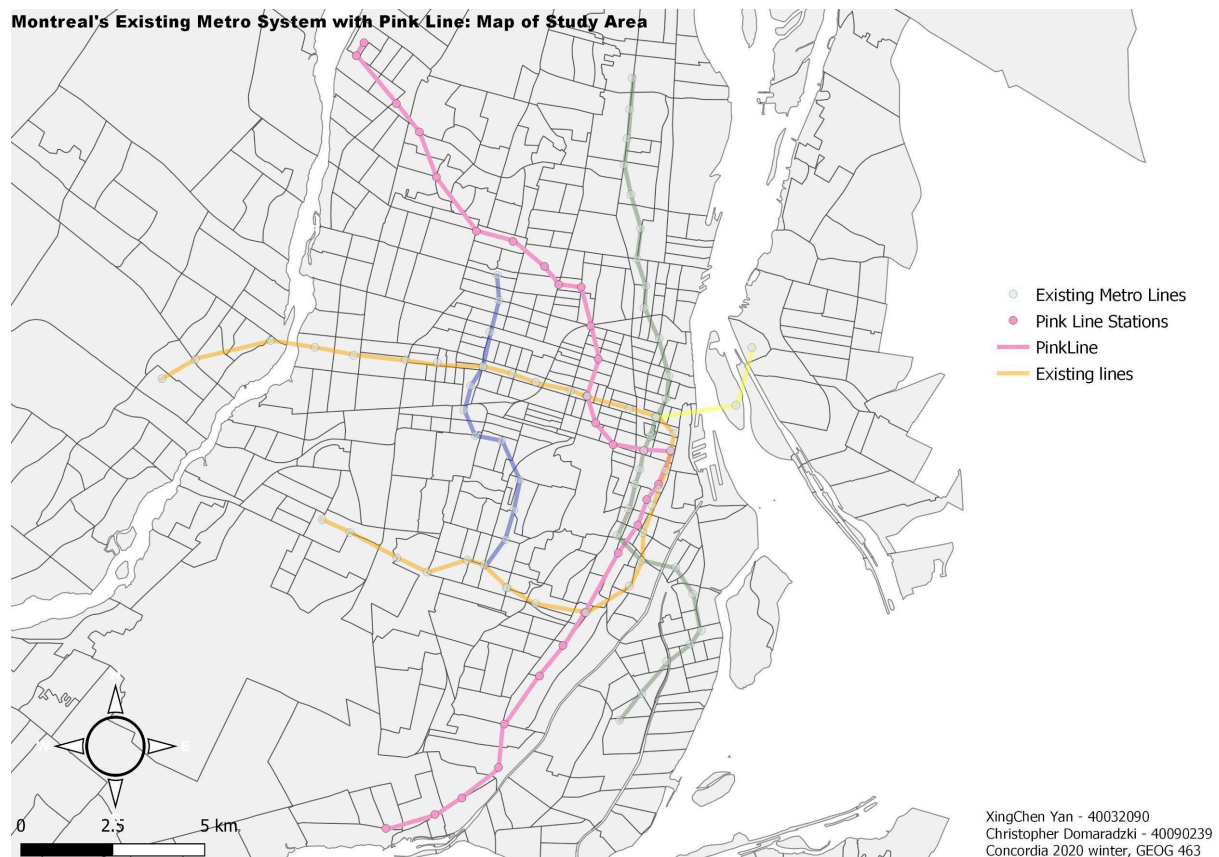 Montreal's Existing Metro System with Pink Line: Map of Study Area
Existing Metro Lines
Pink Line Stations
PinkLine
Existing lines
W
E
0 2.5 5 km
XingChen Yan - 40032090
Christopher Domaradzki - 40090239
Concordia 2020 winter, GEOG 463